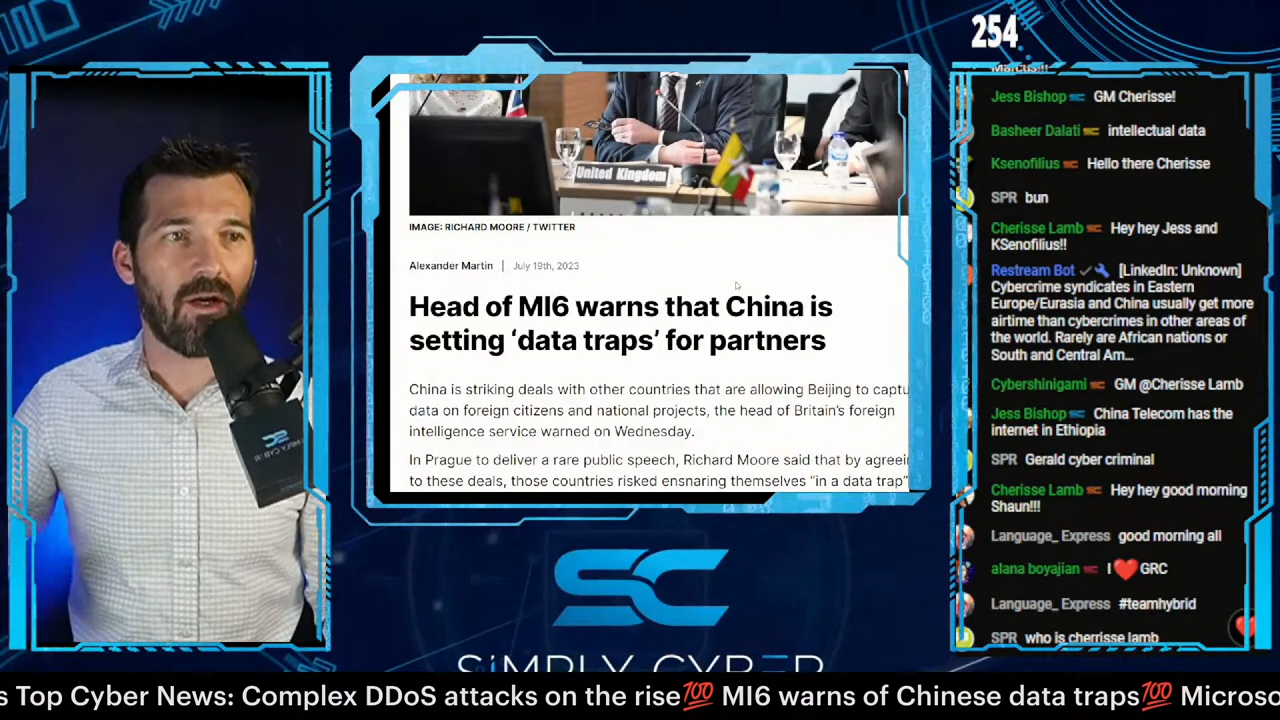 254
Marcus!!!
Jess Bishop GM Cherisse!
Basheer Dalati intellectual data
Ksenofilius Hello there Cherisse
SPR bun
Cherisse Lamb Hey hey Jess and
KSenofilius!!
Restream Bot [LinkedIn: Unknown]
Cybercrime syndicates in Eastern
Europe/Eurasia and China usually get more
airtime than cybercrimes in other areas of
the world. Rarely are African nations or
South and Central Am...
Cybershinigami GM @Cherisse Lamb
Jess Bishop China Telecom has the
internet in Ethiopia
SPR Gerald cyber criminal
Cherisse Lamb Hey hey good morning
Shaun!!!
Language_ Express good morning all
alana boyajian I ❤️ GRC
Language_ Express #teamhybrid
SPR who is cherrisse lamb
United Kingdom
IMAGE: RICHARD MOORE / TWITTER
Alexander Martin | July 19th, 2023
Head of MI6 warns that China is
setting ‘data traps’ for partners
China is striking deals with other countries that are allowing Beijing to captu
data on foreign citizens and national projects, the head of Britain’s foreign
intelligence service warned on Wednesday.
In Prague to deliver a rare public speech, Richard Moore said that by agreei
to these deals, those countries risked ensnaring themselves “in a data trap”
SC
SIMPLY CYBER
s Top Cyber News: Complex DDoS attacks on the rise💯 MI6 warns of Chinese data traps💯 Microso